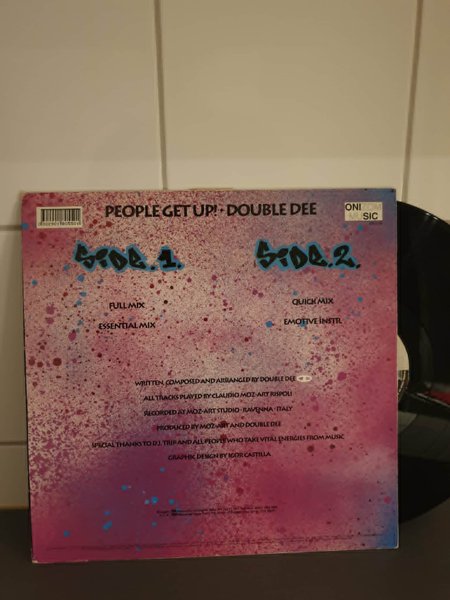 PEOPLE GET UP! • DOUBLE DEE
ONIZOM
MUSIC
SIDE.1.
SIDE.2.
FULL MIX
QUICK MIX
ESSENTIAL MIX
EMOTIVE INSTR.
WRITTEN, COMPOSED AND ARRANGED BY DOUBLE DEE
ALL TRACKS PLAYED BY CLAUDIO MOZ-ART RISPOLI
RECORDED AT MOZ-ART STUDIO • RAVENNA • ITALY
PRODUCED BY MOZ-ART AND DOUBLE DEE
SPECIAL THANKS TO D.J. TRIP AND ALL PEOPLE WHO TAKE VITAL ENERGIES FROM MUSIC
GRAPHIC DESIGN BY IGOR CASTILLA